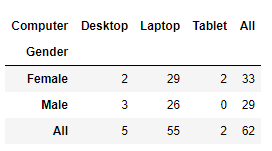 Computer Desktop Laptop Tablet All
Gender
Female 2 29 2 33
Male 3 26 0 29
All 5 55 2 62